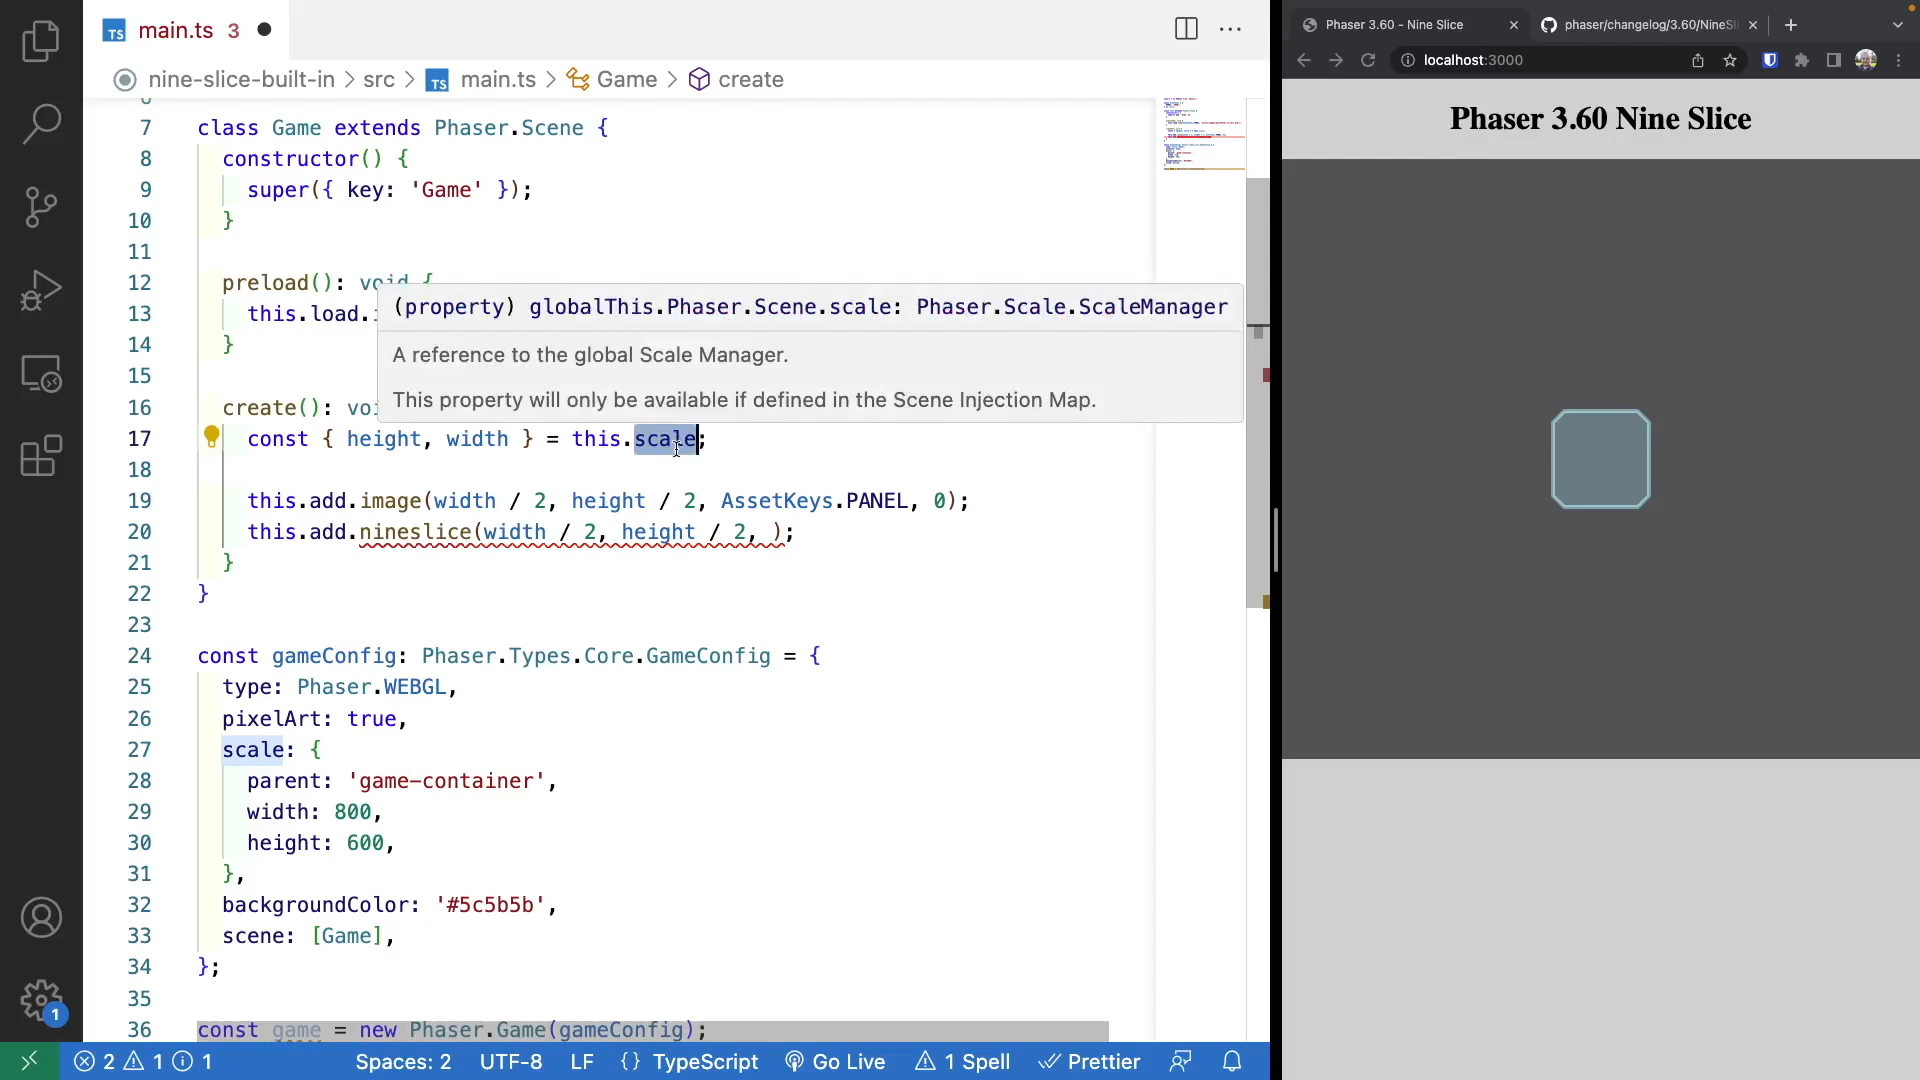 TS main.ts 3
nine-slice-built-in > src > TS main.ts > Game > create
6
7 class Game extends Phaser.Scene {
8 constructor() {
9 super({ key: 'Game' });
10 }
11
12 preload(): void {
13 this.load.
(property) globalThis.Phaser.Scene.scale: Phaser.Scale.ScaleManager
A reference to the global Scale Manager.
This property will only be available if defined in the Scene Injection Map.
14 }
15
16 create(): voi
17 const { height, width } = this.scale;
18
19 this.add.image(width / 2, height / 2, AssetKeys.PANEL, 0);
20 this.add.nineslice(width / 2, height / 2, );
21 }
22 }
23
24 const gameConfig: Phaser.Types.Core.GameConfig = {
25 type: Phaser.WEBGL,
26 pixelArt: true,
27 scale: {
28 parent: 'game-container',
29 width: 800,
30 height: 600,
31 },
32 backgroundColor: '#5c5b5b',
33 scene: [Game],
34 };
35
36 const game = new Phaser.Game(gameConfig);
1
2 1 1 Spaces: 2 UTF-8 LF {} TypeScript Go Live 1 Spell Prettier
Phaser 3.60 - Nine Slice
phaser/changelog/3.60/NineSl
localhost:3000
Phaser 3.60 Nine Slice